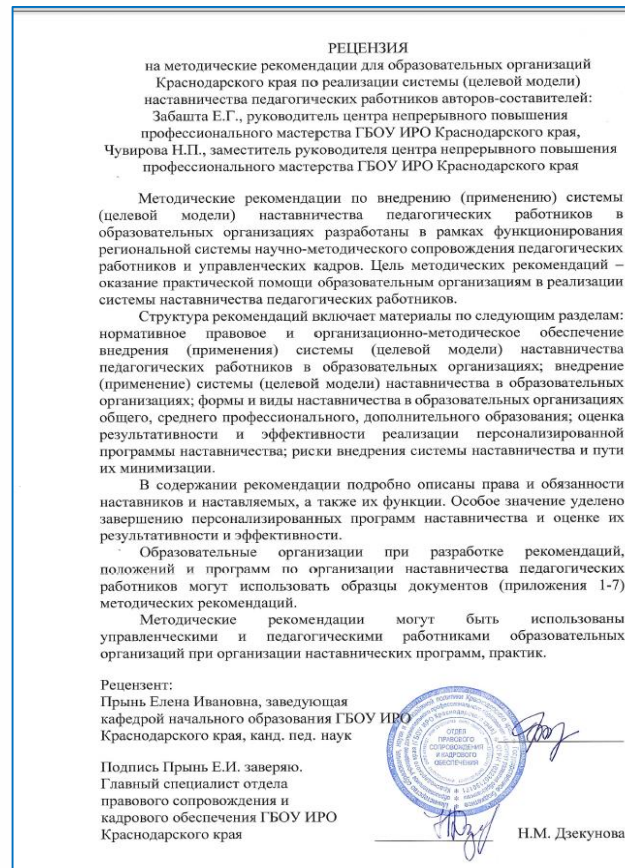 РЕЦЕНЗИЯ
на методические рекомендации для образовательных организаций
Краснодарского края по реализации системы (целевой модели)
наставничества педагогических работников авторов-составителей:
Забашта Е.Г., руководитель центра непрерывного повышения
профессионального мастерства ГБОУ ИРО Краснодарского края,
Чувирова Н.П., заместитель руководителя центра непрерывного повышения
профессионального мастерства ГБОУ ИРО Краснодарского края
Методические рекомендации по внедрению (применению) системы
(целевой модели) наставничества педагогических работников в
образовательных организациях разработаны в рамках функционирования
региональной системы научно-методического сопровождения педагогических
работников и управленческих кадров. Цель методических рекомендаций –
оказание практической помощи образовательным организациям в реализации
системы наставничества педагогических работников.
Структура рекомендаций включает материалы по следующим разделам:
нормативное правовое и организационно-методическое обеспечение
внедрения (применения) системы (целевой модели) наставничества
педагогических работников в образовательных организациях; внедрение
(применение) системы (целевой модели) наставничества в образовательных
организациях; формы и виды наставничества в образовательных организациях
общего, среднего профессионального, дополнительного образования; оценка
результативности и эффективности реализации персонализированной
программы наставничества; риски внедрения системы наставничества и пути
их минимизации.
В содержании рекомендации подробно описаны права и обязанности
наставников и наставляемых, а также их функции. Особое значение уделено
завершению персонализированных программ наставничества и оценке их
результативности и эффективности.
Образовательные организации при разработке рекомендаций,
положений и программ по организации наставничества педагогических
работников могут использовать образцы документов (приложения 1-7)
методических рекомендаций.
Методические рекомендации могут быть использованы
управленческими и педагогическими работниками образовательных
организаций при организации наставнических программ, практик.
Рецензент:
Прынь Елена Ивановна, заведующая
кафедрой начального образования ГБОУ ИРО
Краснодарского края, канд. пед. наук
ОТДЕЛ
ПРАВОВОГО
СОПРОВОЖДЕНИЯ
И КАДРОВОГО
ОБЕСПЕЧЕНИЯ
Подпись Прынь Е.И. заверяю.
Главный специалист отдела
правового сопровождения и
кадрового обеспечения ГБОУ ИРО
Краснодарского края Н.М. Дзекунова